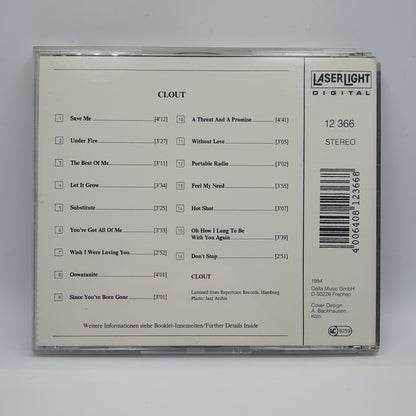 CLOUT
1 Save Me [4'12]
2 Under Fire [3'27]
3 The Best Of Me [3'11]
4 Let It Grow [3'34]
5 Substitute [3'31]
6 You've Got All Of Me [3'23]
7 Wish I Were Loving You [2'52]
8 Oowatanite [4'01]
9 Since You've Been Gone [3'01]
10 A Threat And A Promise [4'41]
11 Without Love [3'05]
12 Portable Radio [3'02]
13 Feel My Need [3'55]
14 Hot Shot [3'07]
15 Oh How I Long To Be
With You Again [3'39]
16 Don't Stop [2'51]
CLOUT
Licensed from Repertoire Records, Hamburg
Photo: Jazz Archiv
Weitere Informationen siehe Booklet-Innenseiten/Further Details Inside
LASERLIGHT
DIGITAL
12 366
STEREO
4 006408 123668
1994
Delta Music GmbH
D-50226 Frechen
Cover-Design:
A. Backhausen
Köln
LC 8259